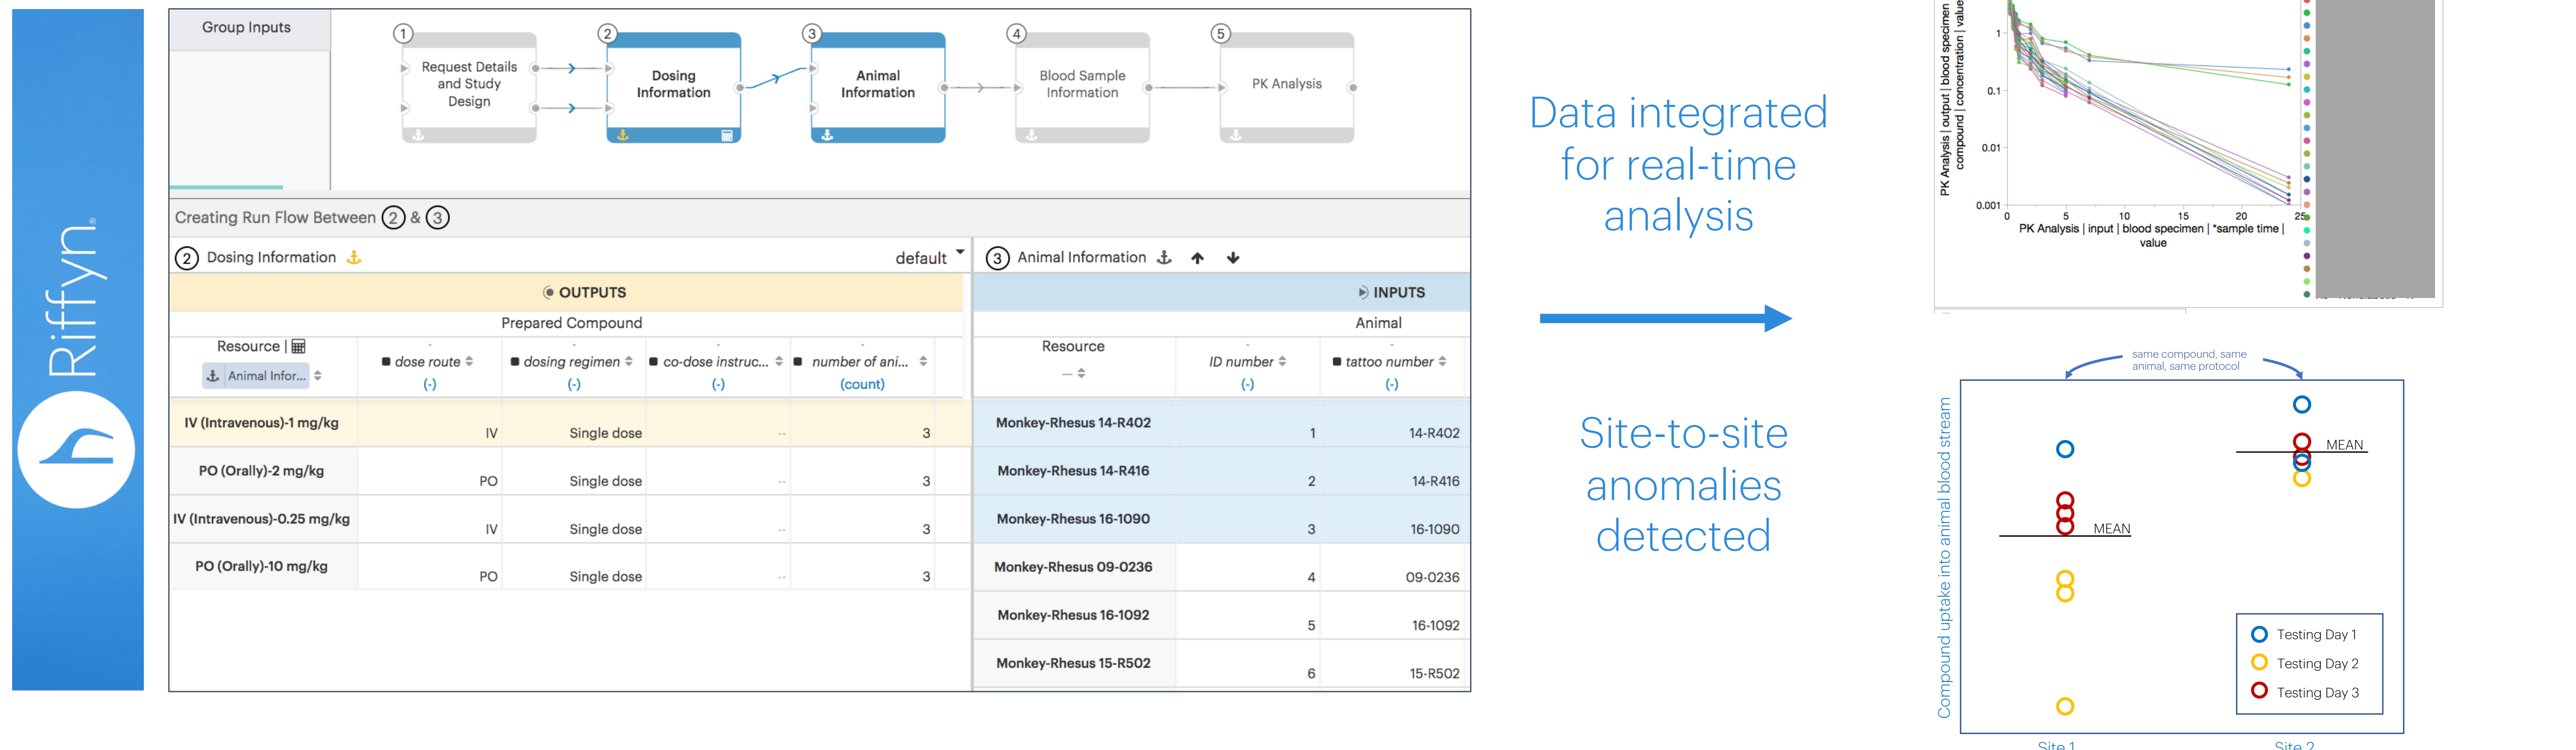 Riffyn®
Group Inputs
1
Request Details
and Study
Design
2
Dosing
Information
3
Animal
Information
4
Blood Sample
Information
5
PK Analysis
Creating Run Flow Between 2 & 3
2 Dosing Information
default
OUTPUTS
Prepared Compound
Resource |
Animal Infor...
- - - -
dose route dosing regimen co-dose instruc... number of ani...
(-) (-) (-) (count)
IV (Intravenous)-1 mg/kg IV Single dose -- 3
PO (Orally)-2 mg/kg PO Single dose -- 3
IV (Intravenous)-0.25 mg/kg IV Single dose -- 3
PO (Orally)-10 mg/kg PO Single dose -- 3
3 Animal Information
INPUTS
Animal
Resource
—
- -
ID number tattoo number
(-) (-)
Monkey-Rhesus 14-R402 1 14-R402
Monkey-Rhesus 14-R416 2 14-R416
Monkey-Rhesus 16-1090 3 16-1090
Monkey-Rhesus 09-0236 4 09-0236
Monkey-Rhesus 16-1092 5 16-1092
Monkey-Rhesus 15-R502 6 15-R502
Data integrated
for real-time
analysis
Site-to-site
anomalies
detected
PK Analysis | output | blood specimen
compound | concentration | value
1
0.1
0.01
0.001
0 5 10 15 20 25
PK Analysis | input | blood specimen | *sample time |
value
same compound, same
animal, same protocol
Compound uptake into animal blood stream
MEAN
MEAN
Testing Day 1
Testing Day 2
Testing Day 3
Site 1
Site 2